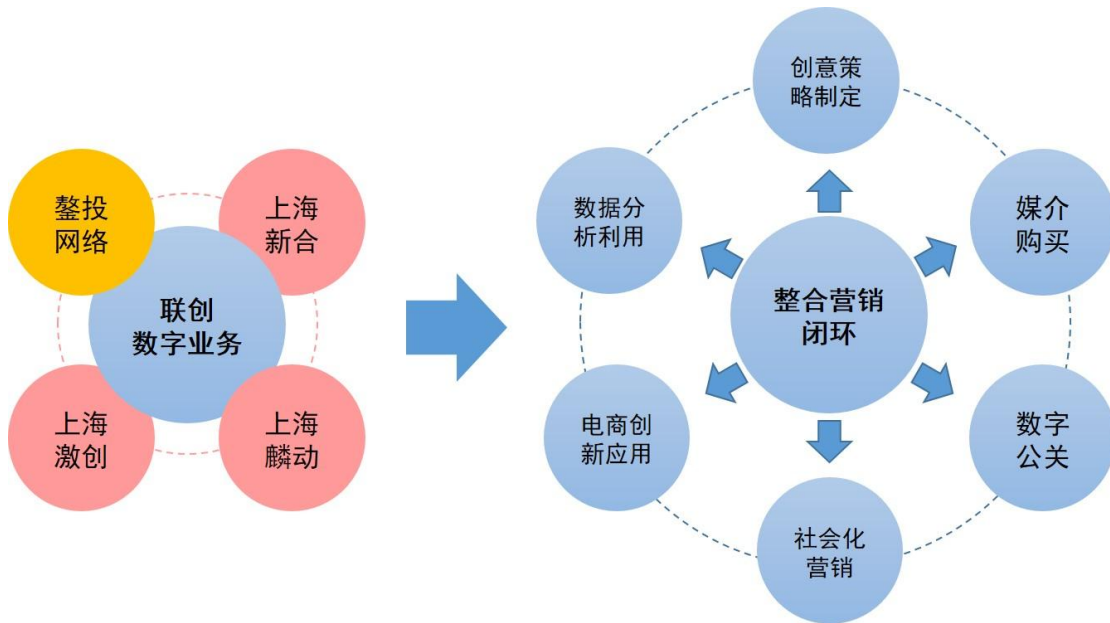 鏊投
网络
上海
新合
联创
数字业务
上海
激创
上海
麟动
创意策
略制定
数据分
析利用
媒介
购买
整合营销
闭环
电商创
新应用
数字
公关
社会化
营销